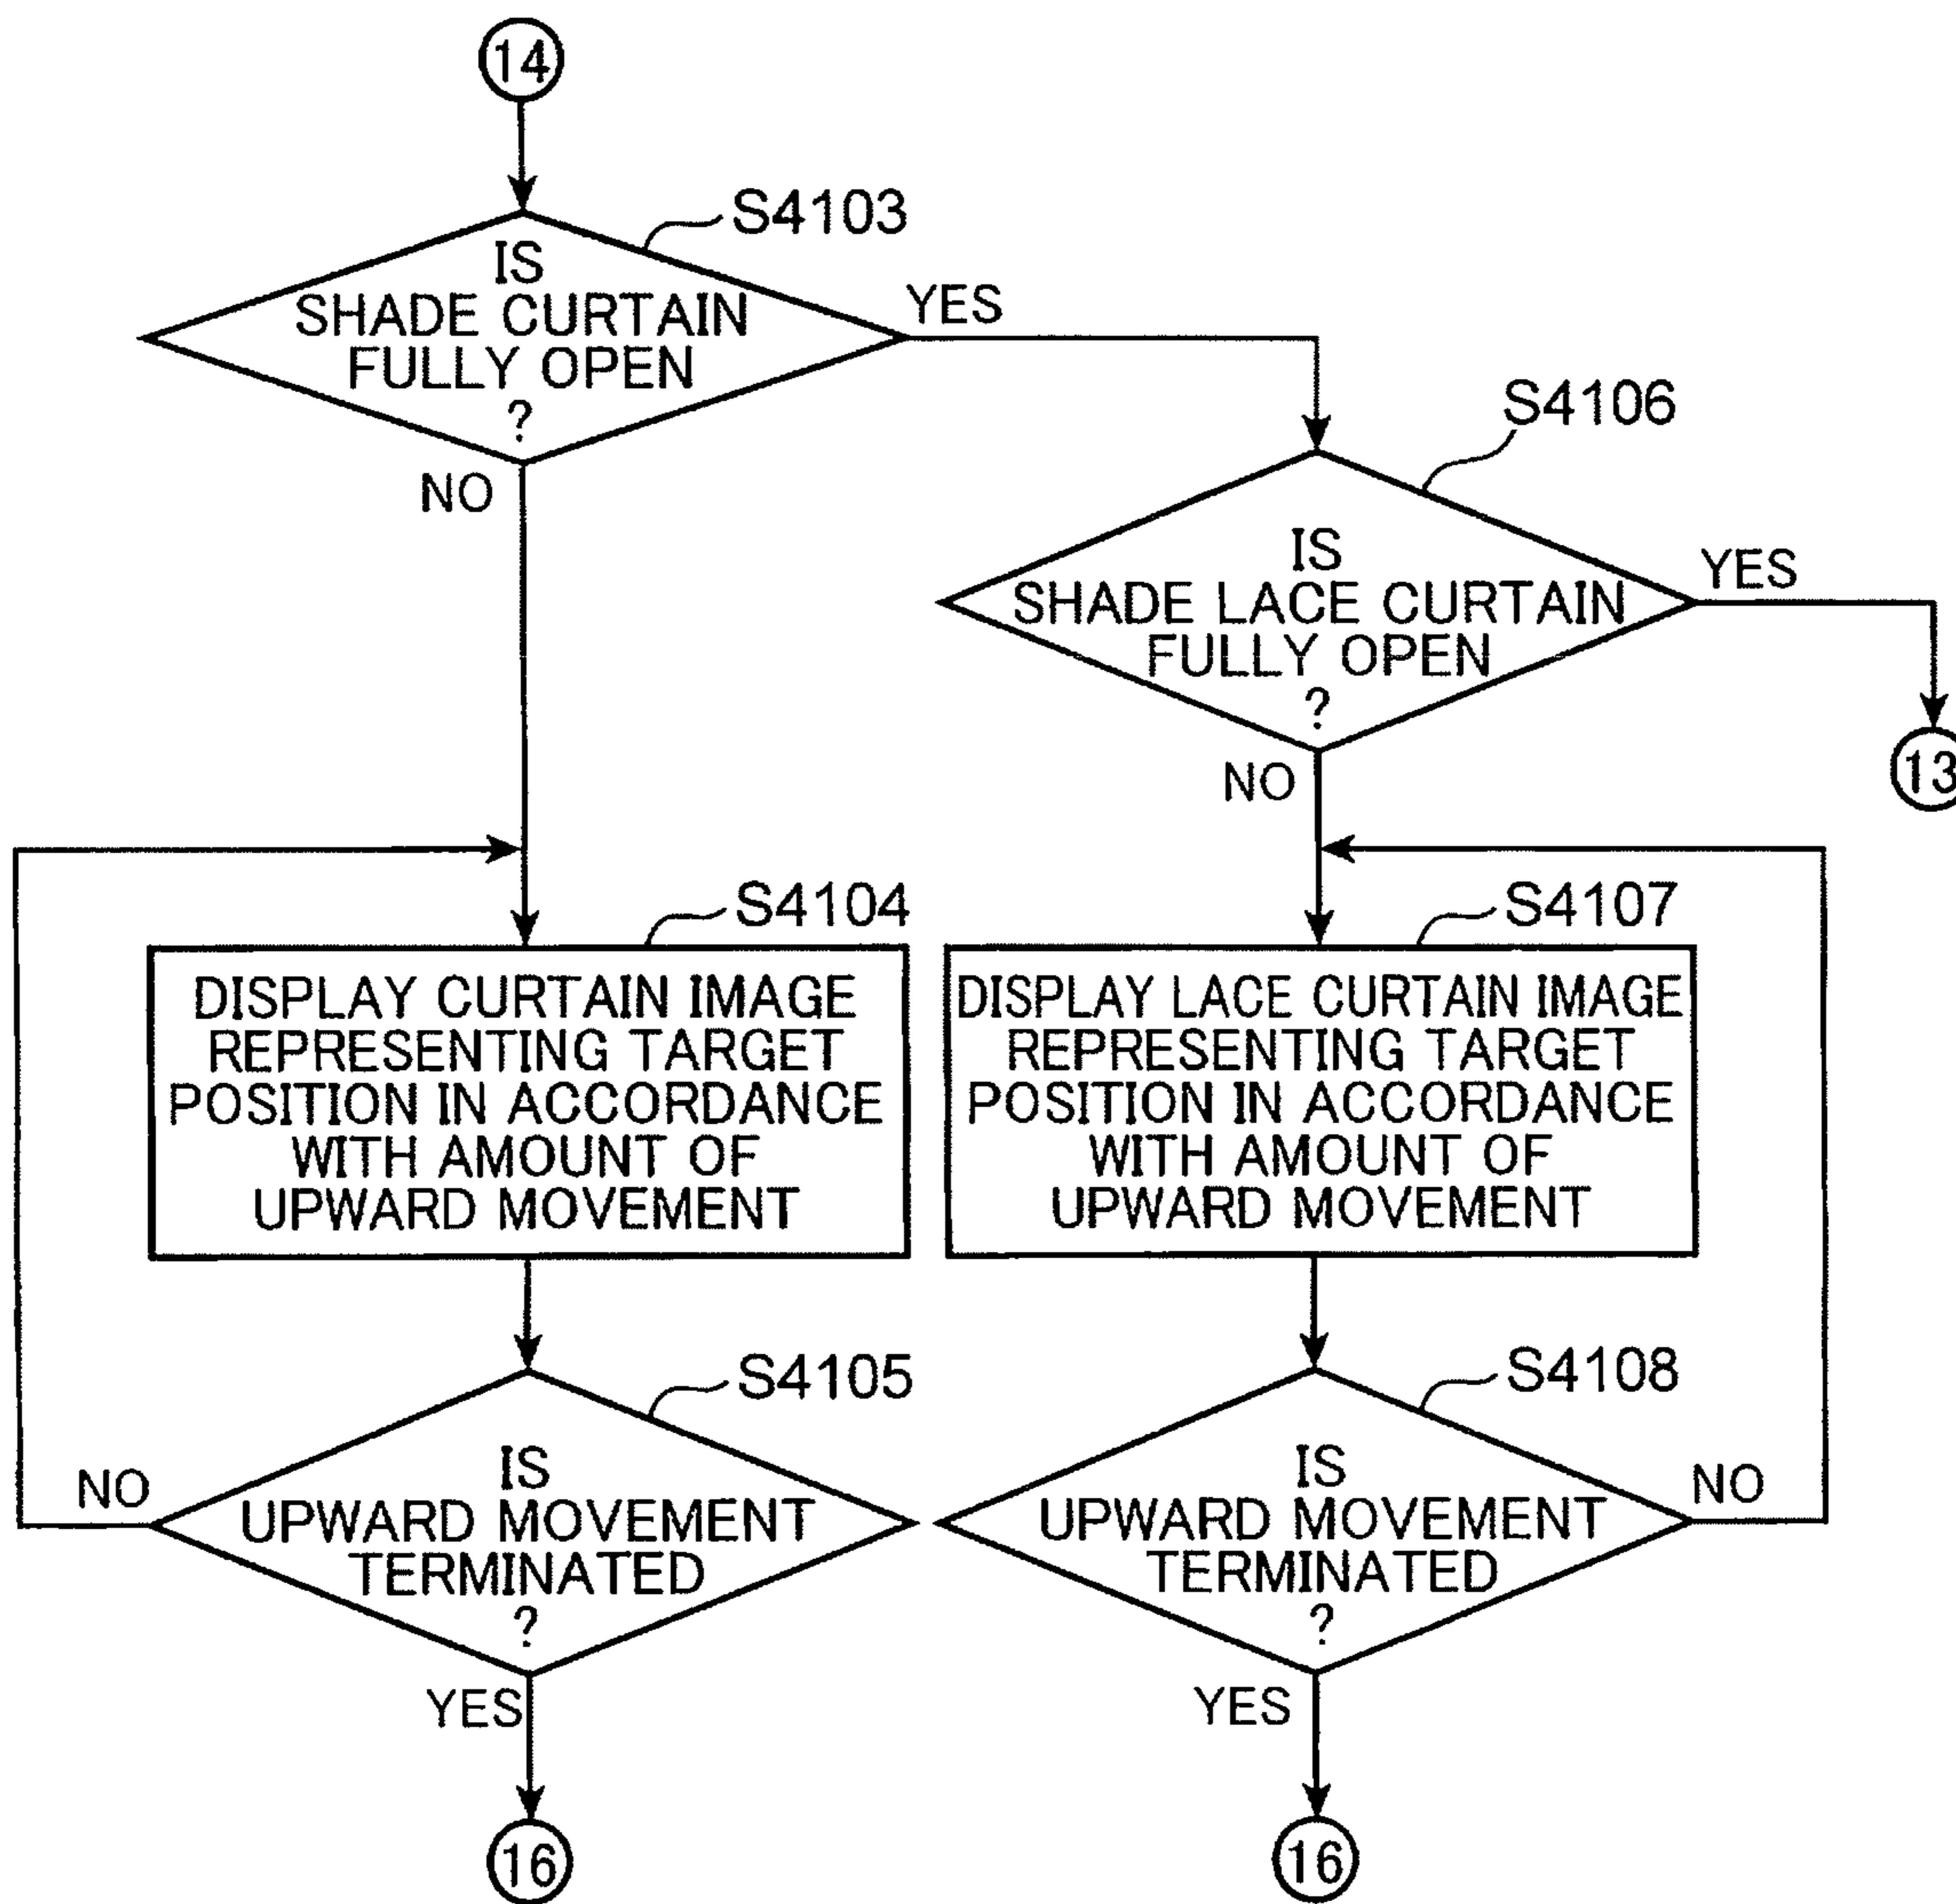 14
S4103
IS
SHADE CURTAIN
FULLY OPEN
?
YES
NO
S4106
IS
SHADE LACE CURTAIN
FULLY OPEN
?
YES
NO
13
S4104
DISPLAY CURTAIN IMAGE
REPRESENTING TARGET
POSITION IN ACCORDANCE
WITH AMOUNT OF
UPWARD MOVEMENT
S4107
DISPLAY LACE CURTAIN IMAGE
REPRESENTING TARGET
POSITION IN ACCORDANCE
WITH AMOUNT OF
UPWARD MOVEMENT
S4105
IS
UPWARD MOVEMENT
TERMINATED
?
NO
YES
16
S4108
IS
UPWARD MOVEMENT
TERMINATED
?
NO
YES
16